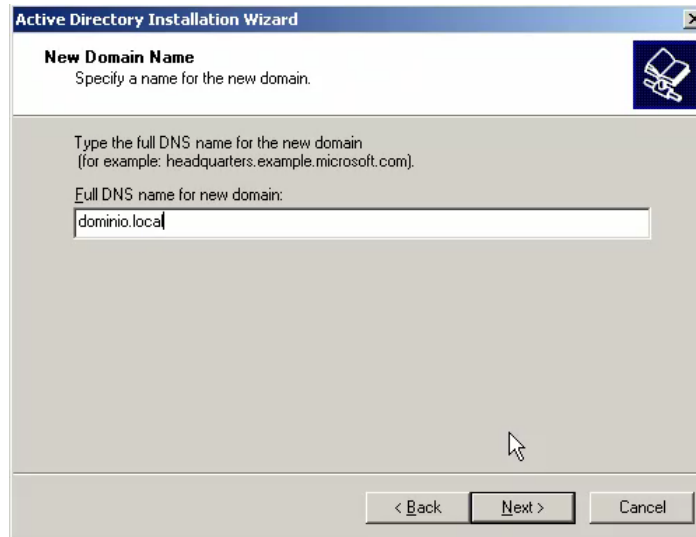 Active Directory Installation Wizard
New Domain Name
Specify a name for the new domain.
Type the full DNS name for the new domain
(for example: headquarters.example.microsoft.com).
Full DNS name for new domain:
dominio.local
< Back
Next >
Cancel